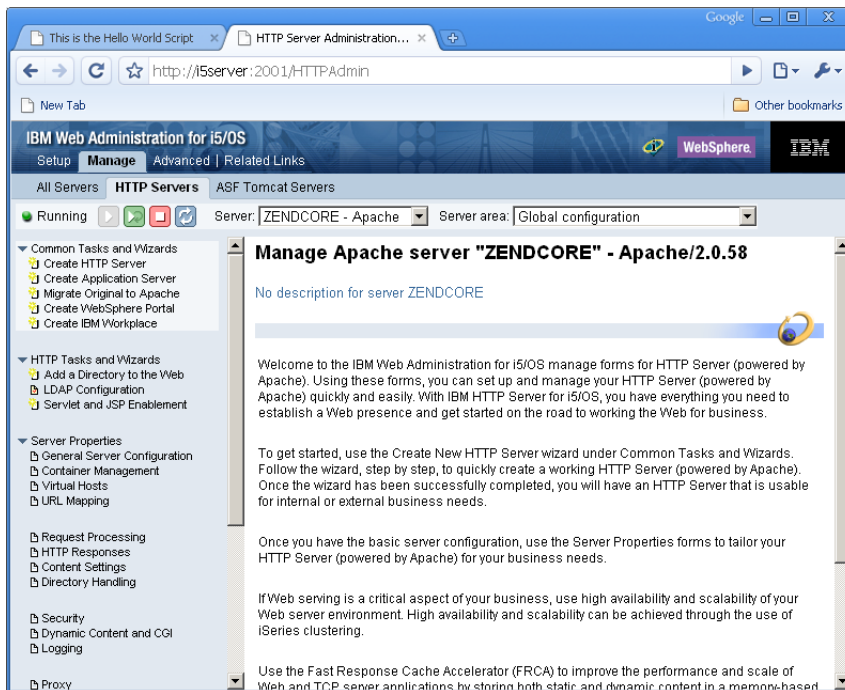 Google
This is the Hello World Script
HTTP Server Administration...
http://i5server:2001/HTTPAdmin
New Tab
Other bookmarks
IBM Web Administration for i5/OS
Setup Manage Advanced | Related Links
WebSphere.
IBM
All Servers HTTP Servers ASF Tomcat Servers
Running Server: ZENDCORE - Apache Server area: Global configuration
Common Tasks and Wizards
Create HTTP Server
Create Application Server
Migrate Original to Apache
Create WebSphere Portal
Create IBM Workplace
HTTP Tasks and Wizards
Add a Directory to the Web
LDAP Configuration
Servlet and JSP Enablement
Server Properties
General Server Configuration
Container Management
Virtual Hosts
URL Mapping
Request Processing
HTTP Responses
Content Settings
Directory Handling
Security
Dynamic Content and CGI
Logging
Proxy
Manage Apache server "ZENDCORE" - Apache/2.0.58
No description for server ZENDCORE
Welcome to the IBM Web Administration for i5/OS manage forms for HTTP Server (powered by
Apache). Using these forms, you can set up and manage your HTTP Server (powered by
Apache) quickly and easily. With IBM HTTP Server for i5/OS, you have everything you need to
establish a Web presence and get started on the road to working the Web for business.
To get started, use the Create New HTTP Server wizard under Common Tasks and Wizards.
Follow the wizard, step by step, to quickly create a working HTTP Server (powered by Apache).
Once the wizard has been successfully completed, you will have an HTTP Server that is usable
for internal or external business needs.
Once you have the basic server configuration, use the Server Properties forms to tailor your
HTTP Server (powered by Apache) for your business needs.
If Web serving is a critical aspect of your business, use high availability and scalability of your
Web server environment. High availability and scalability can be achieved through the use of
iSeries clustering.
Use the Fast Response Cache Accelerator (FRCA) to improve the performance and scale of
Web and TCP server applications by storing both static and dynamic content in a memory-based